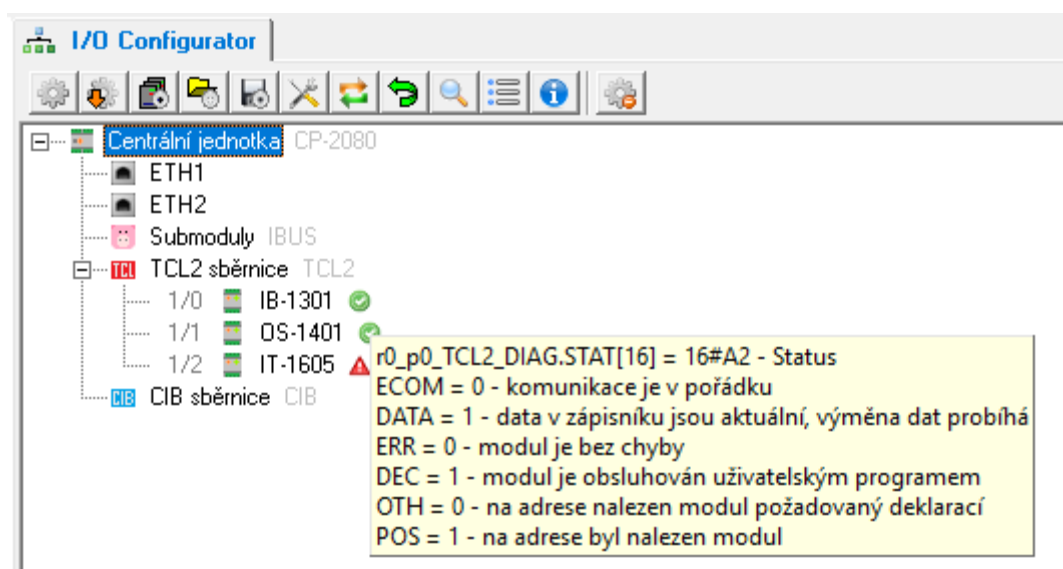 I/O Configurator
Centrální jednotka CP-2080
ETH1
ETH2
Submoduly IBUS
TCL TCL2 sběrnice TCL2
1/0 IB-1301
1/1 OS-1401
1/2 IT-1605
CIB CIB sběrnice CIB
r0_p0_TCL2_DIAG.STAT[16] = 16#A2 - Status
ECOM = 0 - komunikace je v pořádku
DATA = 1 - data v zápisníku jsou aktuální, výměna dat probíhá
ERR = 0 - modul je bez chyby
DEC = 1 - modul je obsluhován uživatelským programem
OTH = 0 - na adrese nalezen modul požadovaný deklarací
POS = 1 - na adrese byl nalezen modul